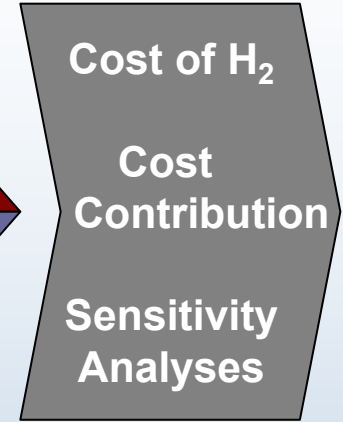 Cost of H₂
Cost
Contribution
Sensitivity
Analyses